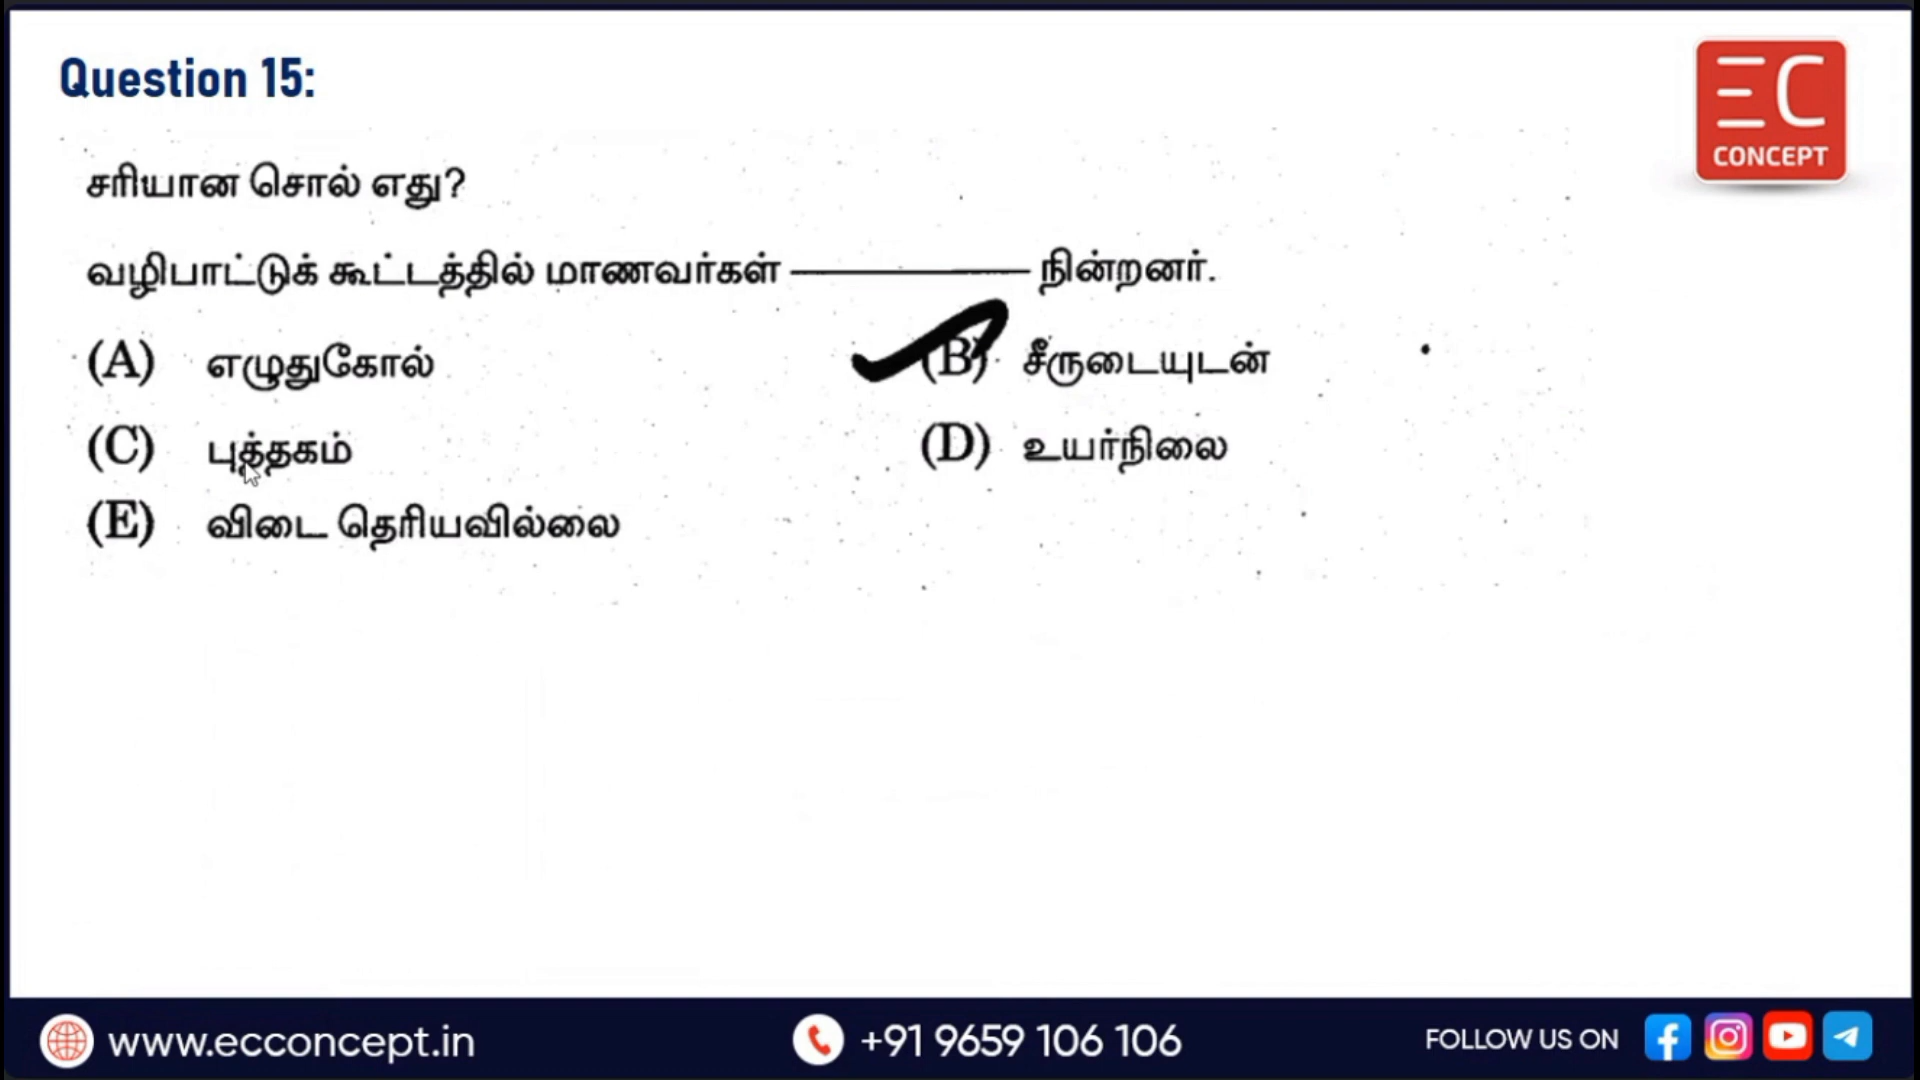 Question 15:
EC
CONCEPT
சரியான சொல் எது?
வழிபாட்டுக் கூட்டத்தில் மாணவர்கள் ———— நின்றனர்.
(A) எழுதுகோல் (B) சீருடையுடன்
(C) புத்தகம் (D) உயர்நிலை
(E) விடை தெரியவில்லை
www.ecconcept.in +91 9659 106 106 FOLLOW US ON